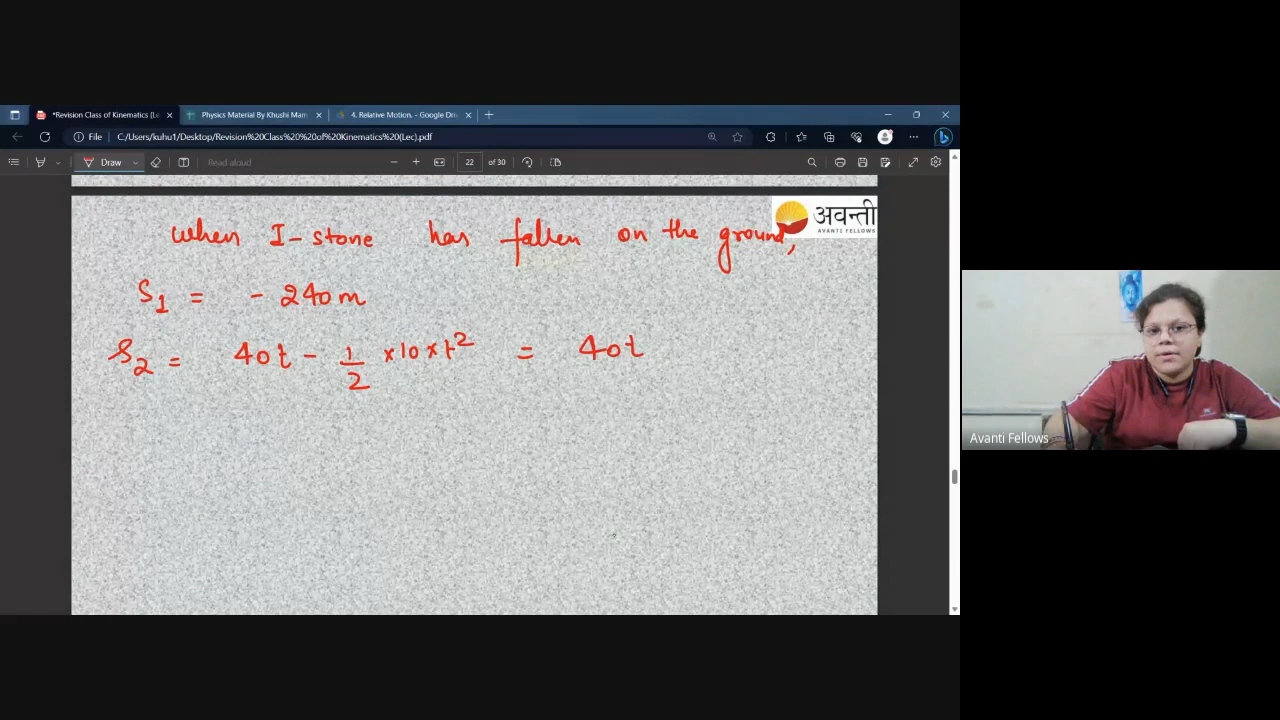 *Revision Class of Kinematics (Le
Physics Material By Khushi Mam
4. Relative Motion. - Google Dri
File
C:/Users/kuhu1/Desktop/Revision%20Class%20%20of%20Kinematics%20(Lec).pdf
Draw
Read aloud
22 of 30
अवन्ती
AVANTI FELLOWS
when I-stone has fallen on the ground,
S1 = - 240m
S2 = 40t - 1/2 ×10×t² = 40t
Avanti Fellows